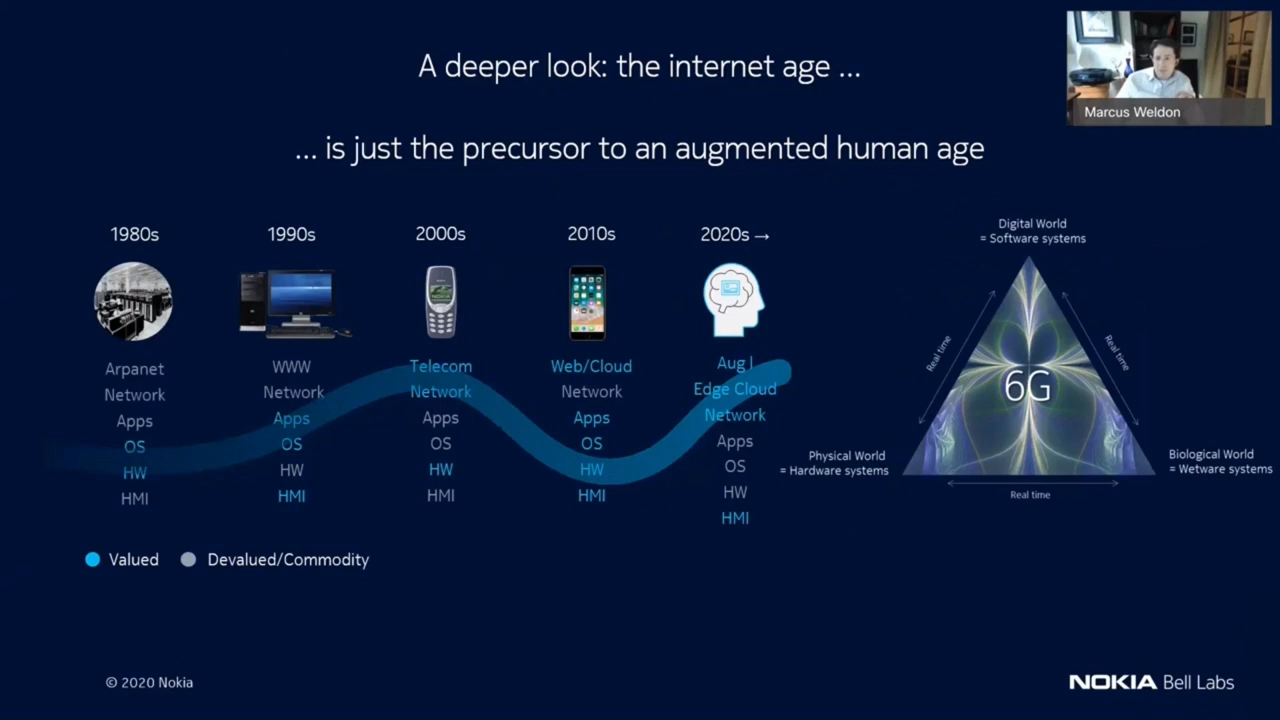 A deeper look: the internet age ...
... is just the precursor to an augmented human age
Marcus Weldon
1980s
Arpanet
Network
Apps
OS
HW
HMI
1990s
WWW
Network
Apps
OS
HW
HMI
2000s
NOKIA
Telecom
Network
Apps
OS
HW
HMI
2010s
Web/Cloud
Network
Apps
OS
HW
HMI
2020s →
Aug I
Edge Cloud
Network
Apps
OS
HW
HMI
Digital World
= Software systems
Real time
Real time
6G
Physical World
= Hardware systems
Biological World
= Wetware systems
Real time
Valued
Devalued/Commodity
© 2020 Nokia
NOKIA Bell Labs